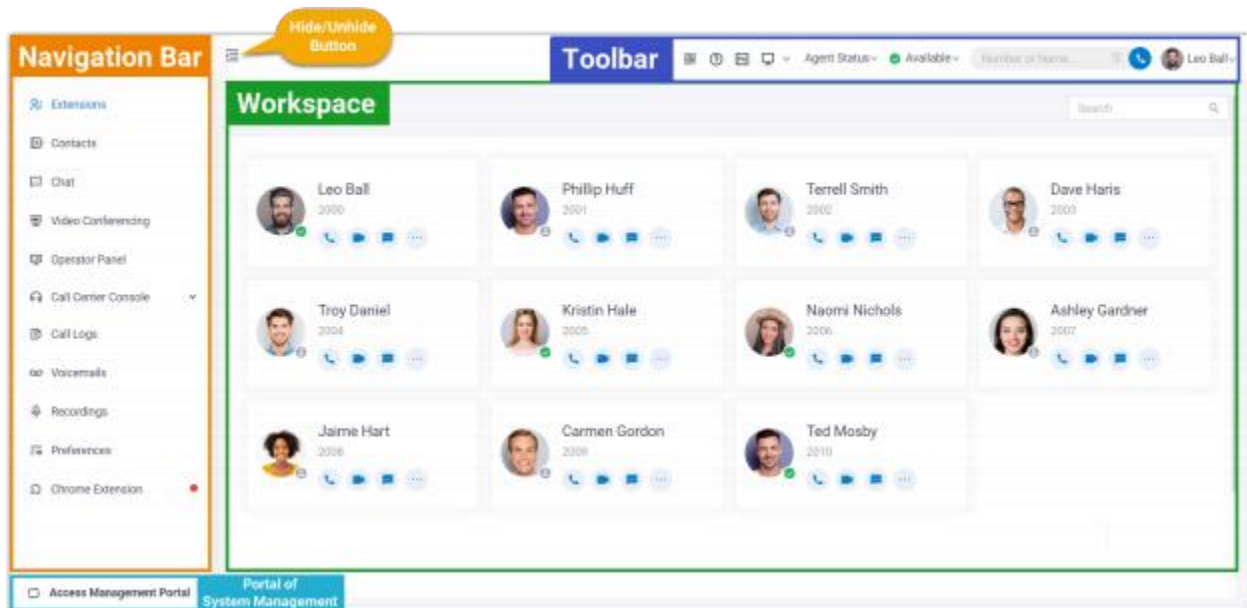 Hide/Unhide
Button
Navigation Bar
Toolbar
Agent Status
Available
Number or Name...
Leo Ball
Extensions
Workspace
Search
Contacts
Chat
Video Conferencing
Operator Panel
Call Center Console
Call Logs
Voicemails
Recordings
Preferences
Chrome Extension
Leo Ball
2000
Phillip Huff
2001
Terrell Smith
2002
Dave Haris
2003
Troy Daniel
2004
Kristin Hale
2005
Naomi Nichols
2006
Ashley Gardner
2007
Jaime Hart
2008
Carmen Gordon
2009
Ted Mosby
2010
Access Management Portal
Portal of
System Management